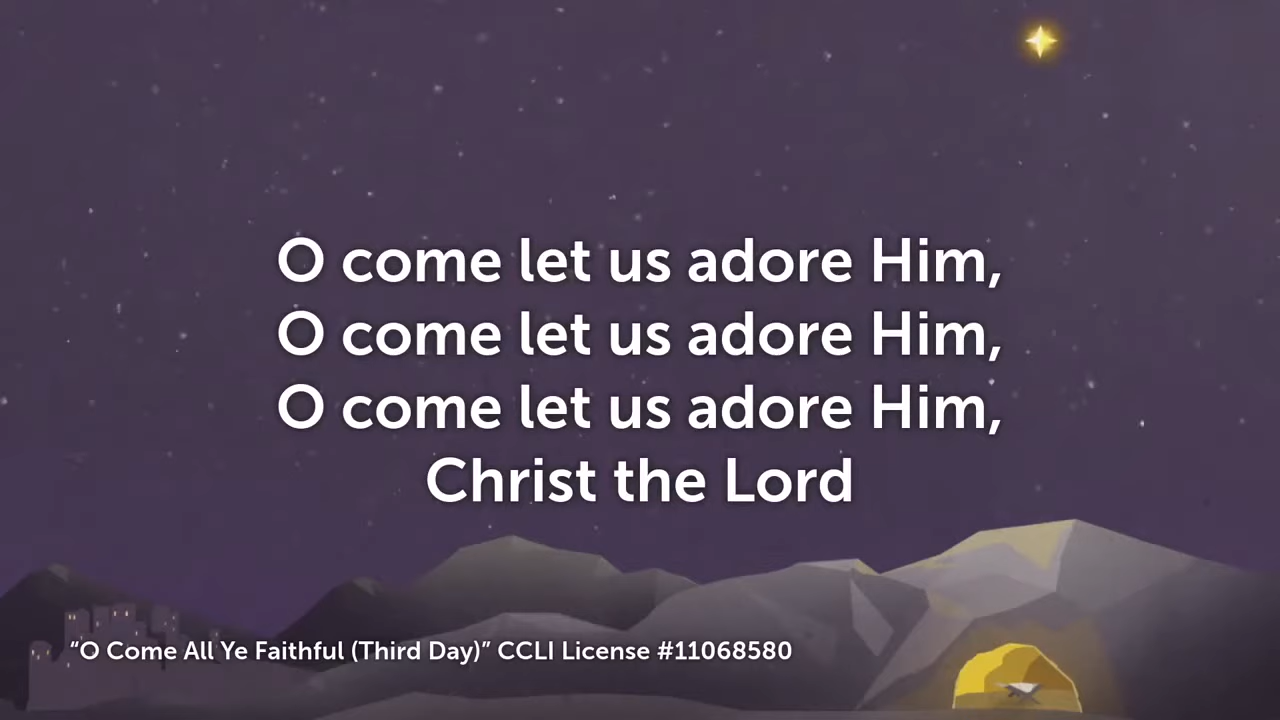 O come let us adore Him,
O come let us adore Him,
O come let us adore Him,
Christ the Lord
“O Come All Ye Faithful (Third Day)” CCLI License #11068580